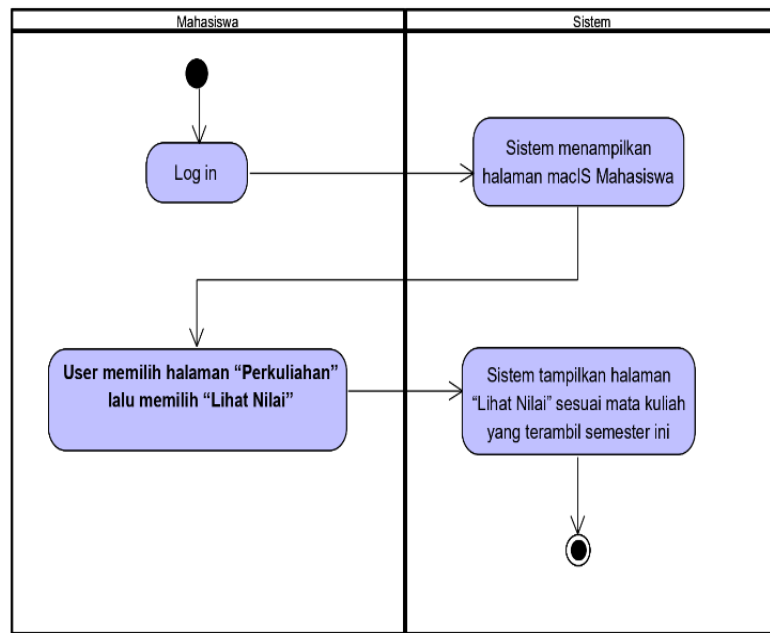 Mahasiswa
Sistem
Log in
Sistem menampilkan
halaman macIS Mahasiswa
User memilih halaman “Perkuliahan”
lalu memilih “Lihat Nilai”
Sistem tampilkan halaman
“Lihat Nilai” sesuai mata kuliah
yang terambil semester ini